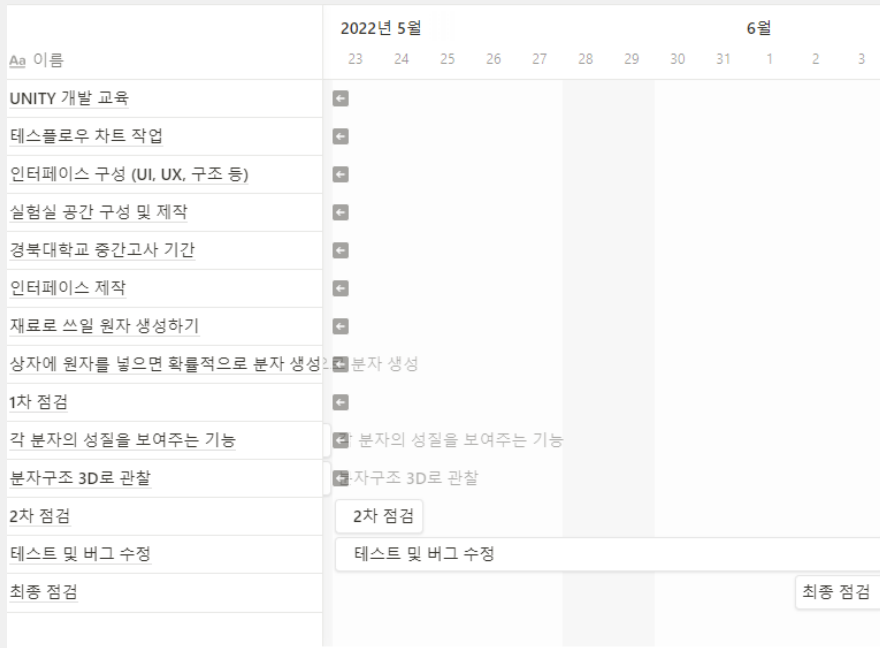 2022년 5월 6월
Aa 이름 23 24 25 26 27 28 29 30 31 1 2 3
UNITY 개발 교육
테스플로우 차트 작업
인터페이스 구성 (UI, UX, 구조 등)
실험실 공간 구성 및 제작
경북대학교 중간고사 기간
인터페이스 제작
재료로 쓰일 원자 생성하기
상자에 원자를 넣으면 확률적으로 분자 생성 분자 생성
1차 점검
각 분자의 성질을 보여주는 기능 각 분자의 성질을 보여주는 기능
분자구조 3D로 관찰 분자구조 3D로 관찰
2차 점검 2차 점검
테스트 및 버그 수정 테스트 및 버그 수정
최종 점검 최종 점검